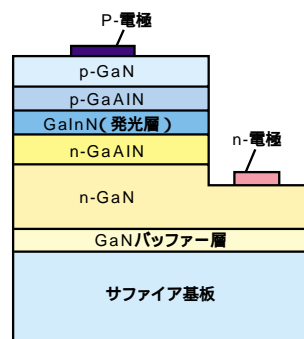 P-電極
p-GaN
p-GaAlN
GaInN(発光層)
n-GaAlN
n-電極
n-GaN
GaNバッファー層
サファイア基板